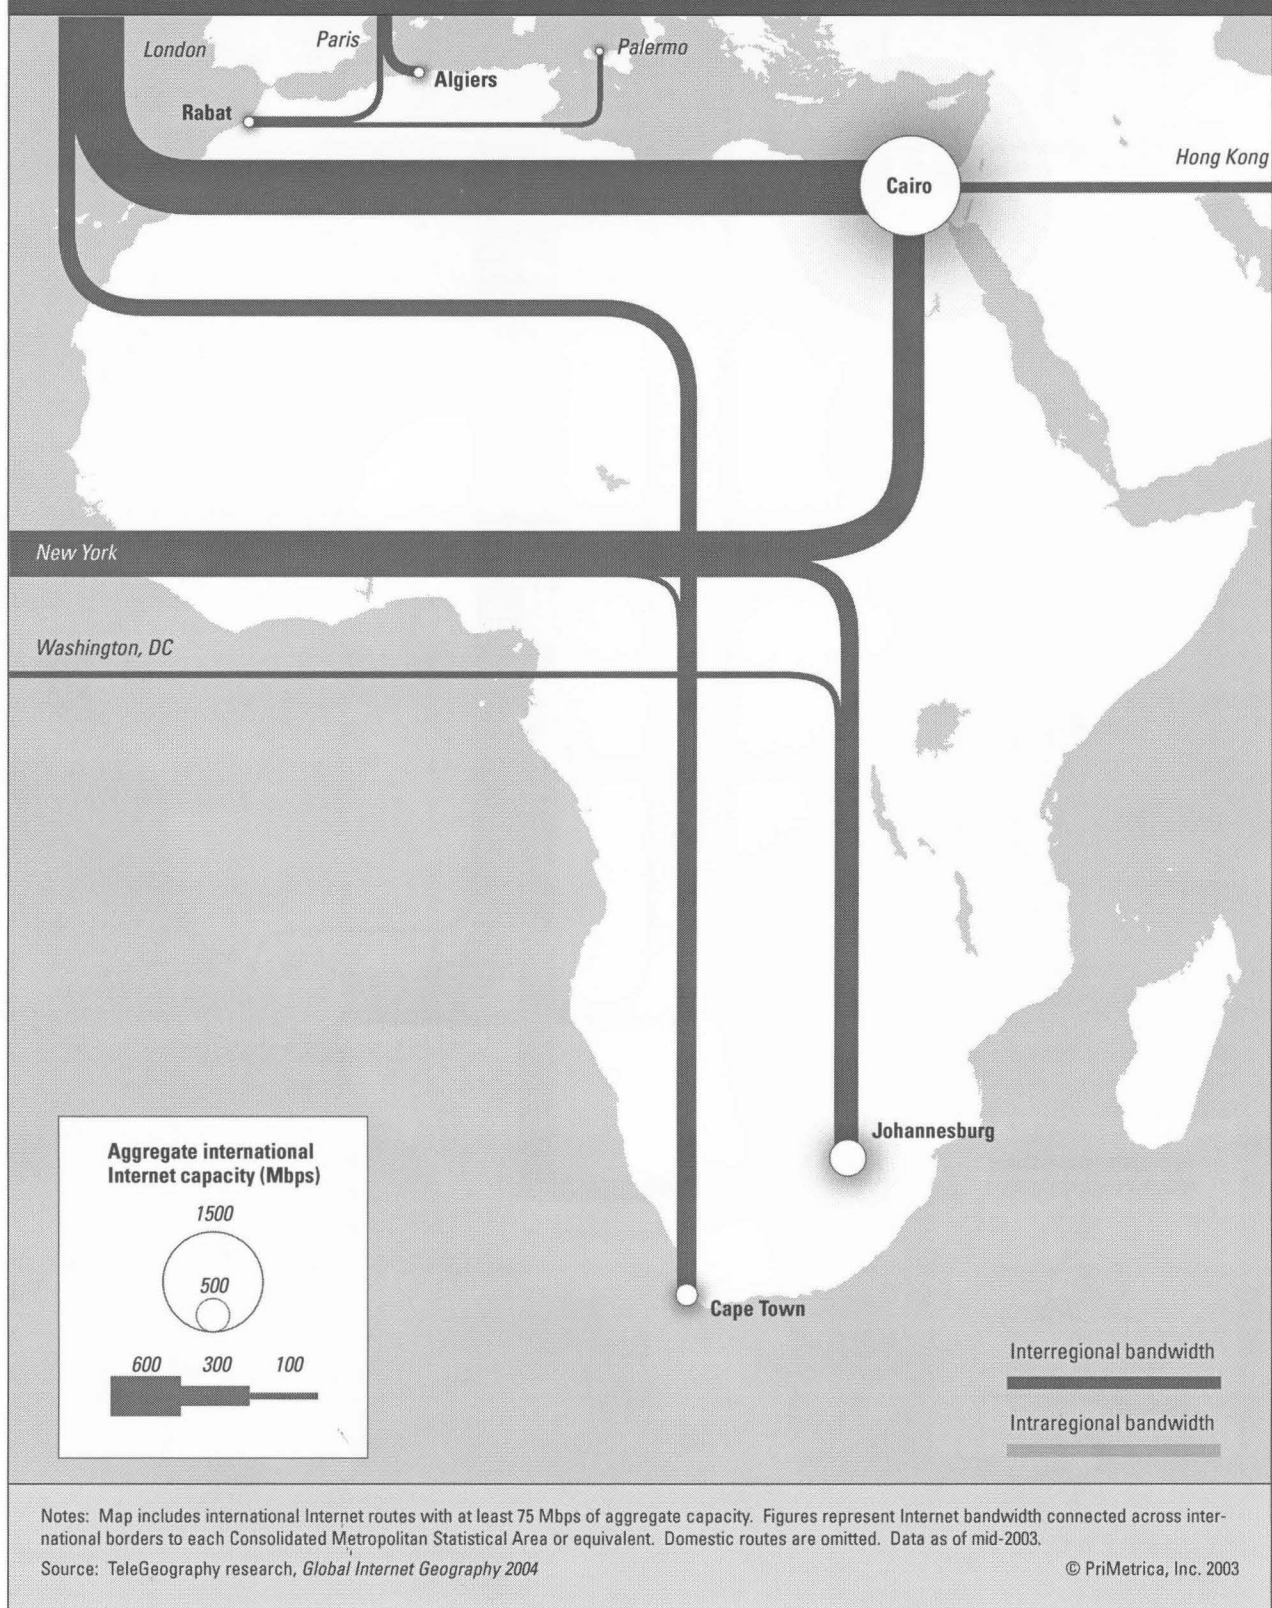 London
Paris
Palermo
Algiers
Rabat
Hong Kong
Cairo
New York
Washington, DC
Johannesburg
Cape Town
Aggregate international
Internet capacity (Mbps)
1500
500
600 300 100
Interregional bandwidth
Intraregional bandwidth
Notes: Map includes international Internet routes with at least 75 Mbps of aggregate capacity. Figures represent Internet bandwidth connected across inter-
national borders to each Consolidated Metropolitan Statistical Area or equivalent. Domestic routes are omitted. Data as of mid-2003.
Source: TeleGeography research, Global Internet Geography 2004
© PriMetrica, Inc. 2003